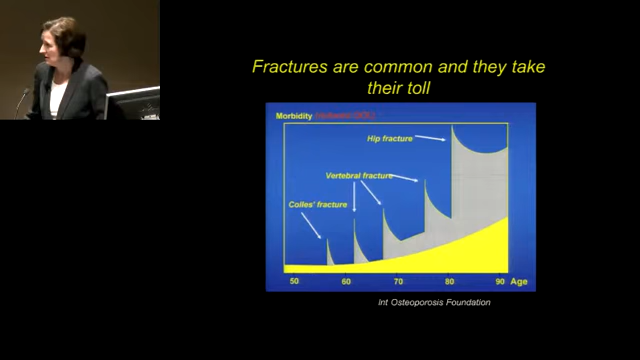 Fractures are common and they take
their toll
Morbidity
Hip fracture
Vertebral fracture
Colles' fracture
50 60 70 80 90 Age
Int Osteoporosis Foundation